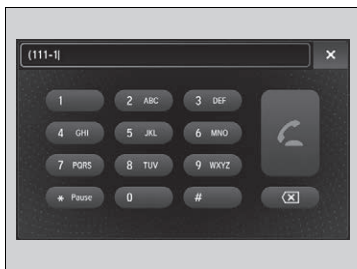 (111-1
1 2 ABC 3 DEF
4 GHI 5 JKL 6 MNO
7 PQRS 8 TUV 9 WXYZ
* Pause 0 #